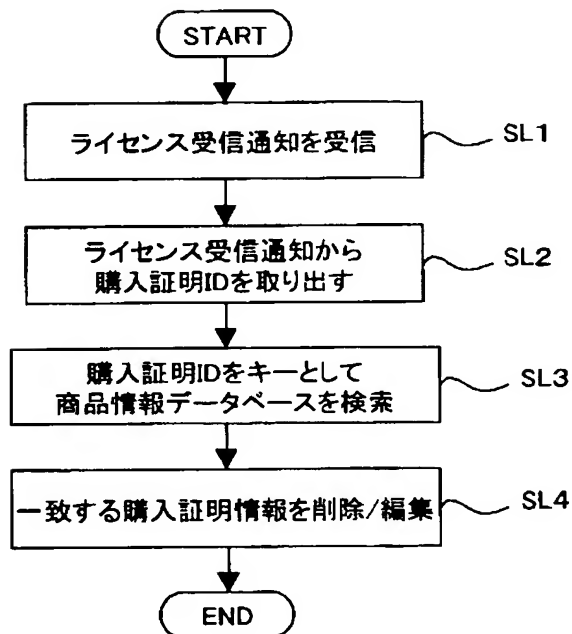 START
ライセンス受信通知を受信
SL1
ライセンス受信通知から
購入証明IDを取り出す
SL2
購入証明IDをキーとして
商品情報データベースを検索
SL3
一致する購入証明情報を削除/編集
SL4
END